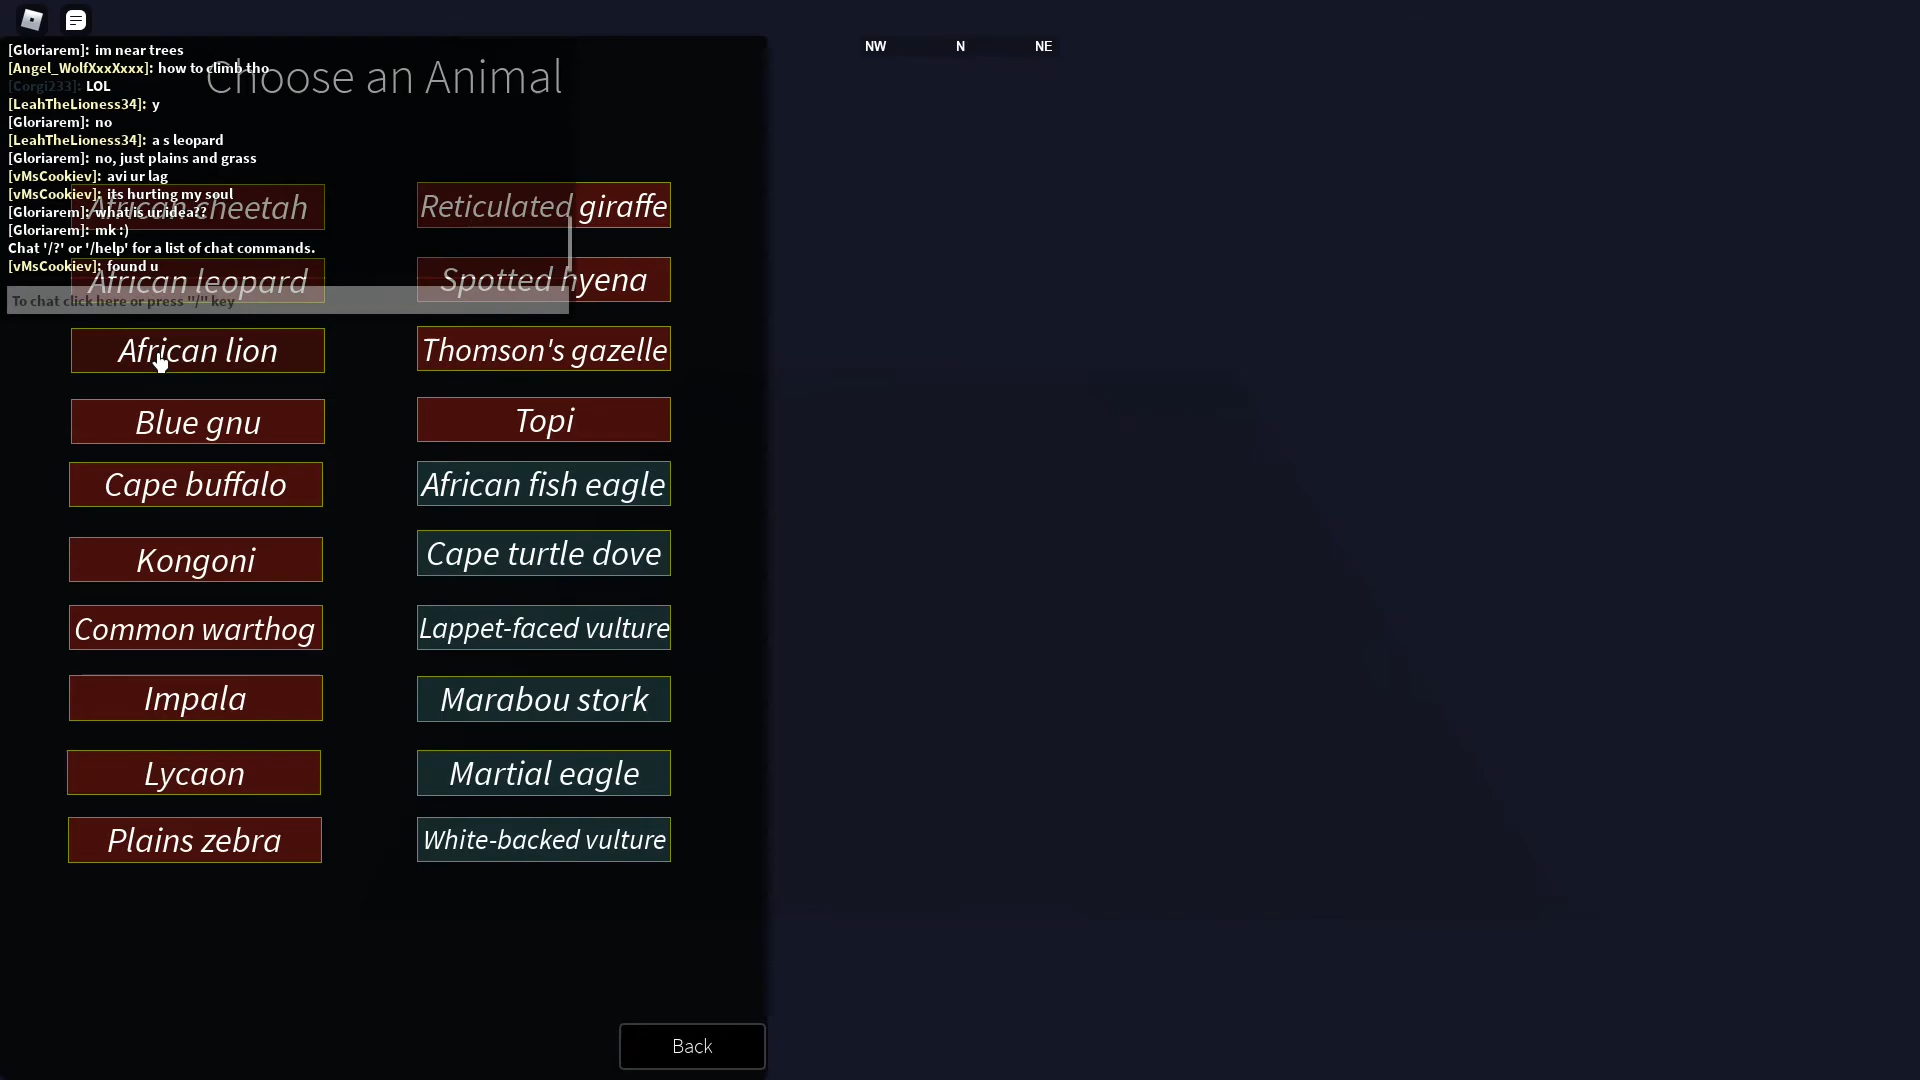 [Gloriarem]: im near trees
[Angel_WolfXxxXxxx]: how to climb tho
[Corgi233]: LOL
[LeahTheLioness34]: y
[Gloriarem]: no
[LeahTheLioness34]: a s leopard
[Gloriarem]: no, just plains and grass
[vMsCookiev]: avi ur lag
[vMsCookiev]: its hurting my soul
[Gloriarem]: what is ur idea??
[Gloriarem]: mk :)
Chat '/?' or '/help' for a list of chat commands.
[vMsCookiev]: found u
To chat click here or press "/" key
Choose an Animal
African cheetah
African leopard
African lion
Blue gnu
Cape buffalo
Kongoni
Common warthog
Impala
Lycaon
Plains zebra
Reticulated giraffe
Spotted hyena
Thomson's gazelle
Topi
African fish eagle
Cape turtle dove
Lappet-faced vulture
Marabou stork
Martial eagle
White-backed vulture
Back
NW N NE